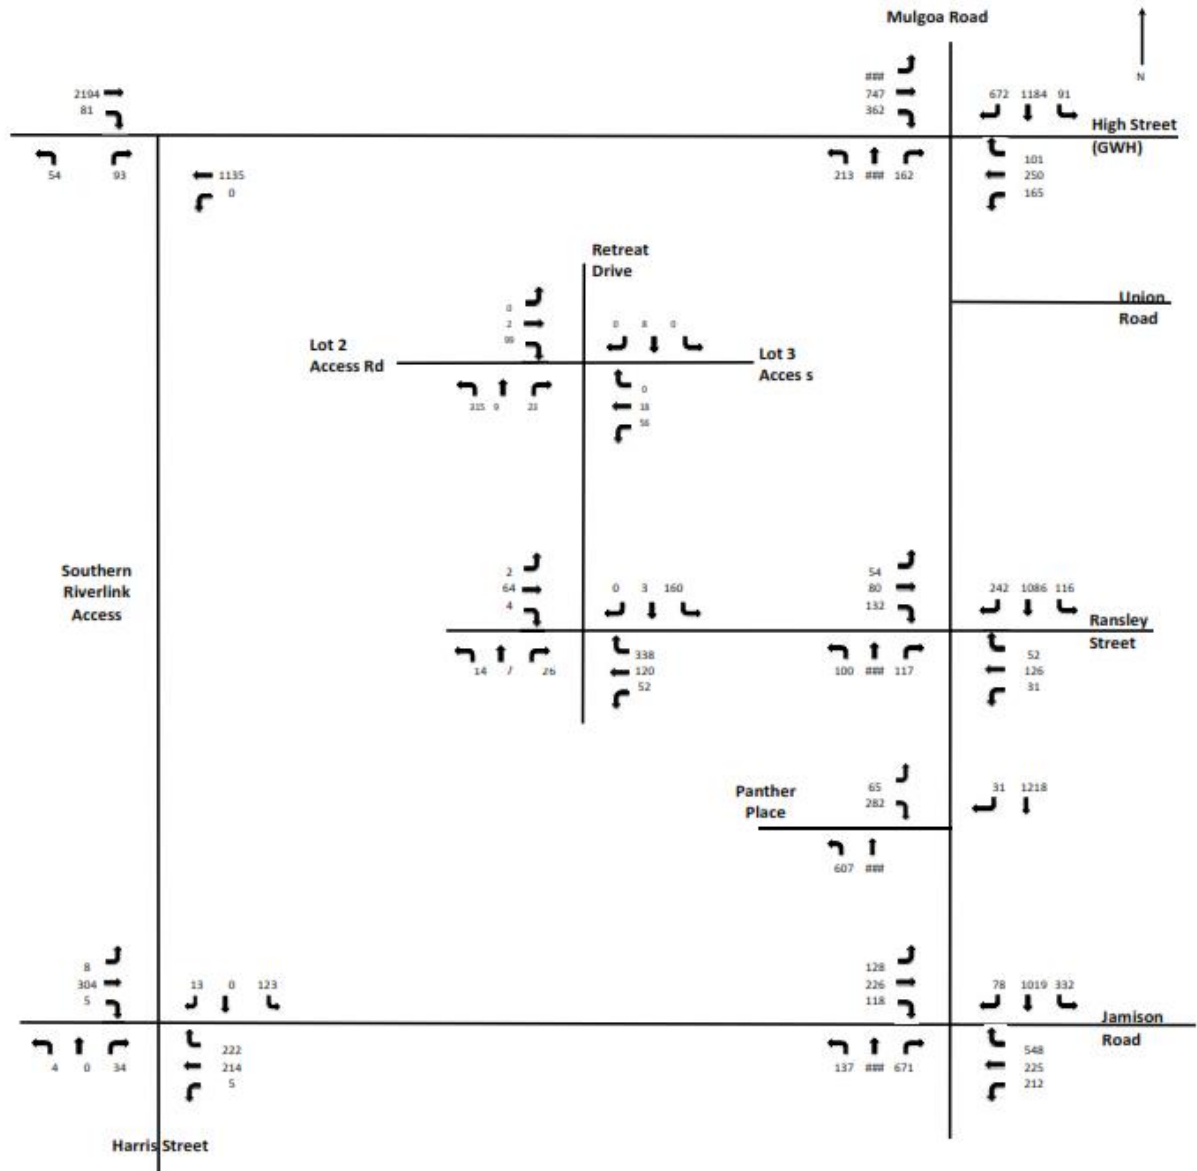 Mulgoa Road
N
2194
81
###
747
362
672 1184 91
High Street
(GWH)
54 93
1135
0
213 ### 162
101
250
165
Retreat
Drive
Union
Road
0
2
99
0 8 0
Lot 2
Access Rd
Lot 3
Acces s
315 9 23
0
18
56
Southern
Riverlink
Access
2
64
4
0 3 160
54
80
132
242 1086 116
Ransley
Street
14 7 26
338
120
52
100 ### 117
52
126
31
Panther
Place
65
282
31 1218
607 ###
8
304
5
13 0 123
128
226
118
78 1019 332
Jamison
Road
4 0 34
222
214
5
137 ### 671
548
225
212
Harris Street